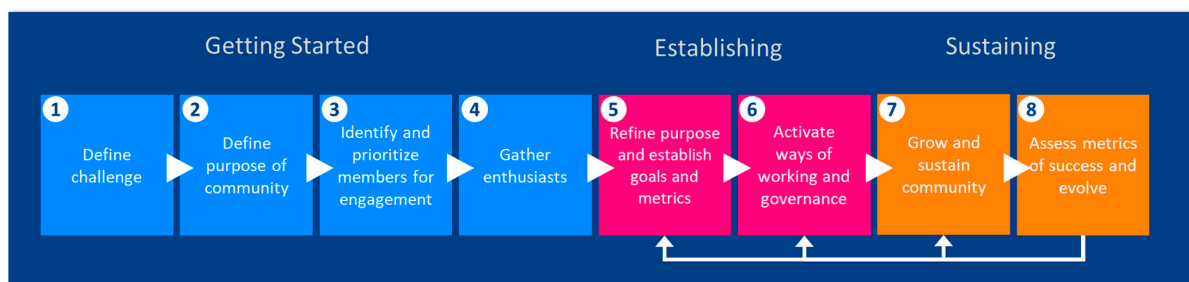 Getting Started
Establishing
Sustaining
1
Define
challenge
2
Define
purpose of
community
3
Identify and
prioritize
members for
engagement
4
Gather
enthusiasts
5
Refine purpose
and establish
goals and
metrics
6
Activate
ways of
working and
governance
7
Grow and
sustain
community
8
Assess metrics
of success and
evolve